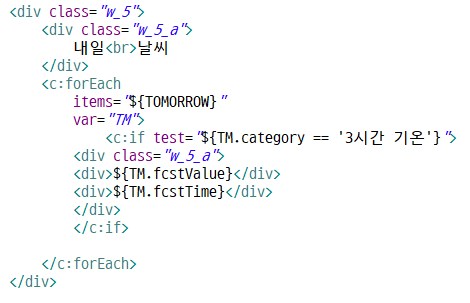 <div class="w_5">
<div class="w_5_a">
내일<br>날씨
</div>
<c:forEach
items="${TOMORROW}"
var="TM">
<c:if test="${TM.category == '3시간 기온'}">
<div class="w_5_a">
<div>${TM.fcstValue}</div>
<div>${TM.fcstTime}</div>
</div>
</c:if>
</c:forEach>
</div>